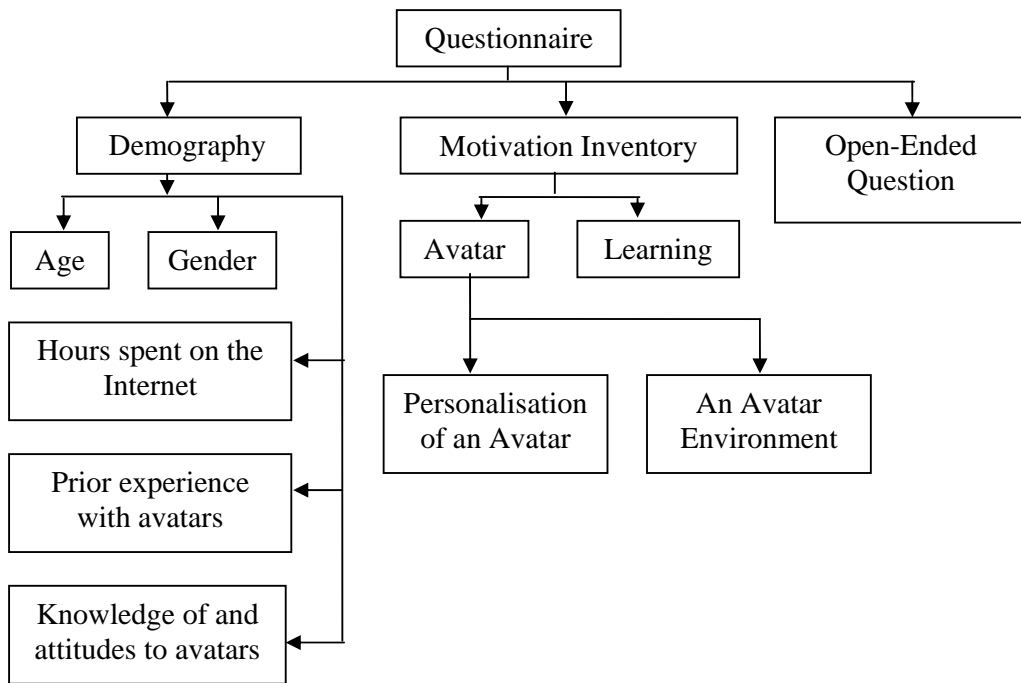 Questionnaire
Demography
Motivation Inventory
Open-Ended
Question
Age
Gender
Avatar
Learning
Hours spent on the
Internet
Personalisation
of an Avatar
An Avatar
Environment
Prior experience
with avatars
Knowledge of and
attitudes to avatars